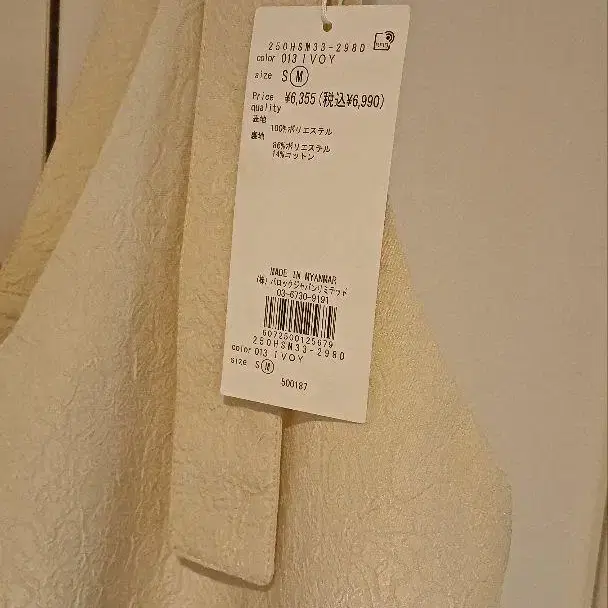 250HSM33-2980
color 013 IVOY
size S M
Price ¥6,355(税込¥6,990)
quality
表地
100%ポリエステル
裏地
86%ポリエステル
14%コットン
MADE IN MYANMAR
(株)バロックジャパンリミテッド
03-6730-9191
6072500125679
250HSM33-2980
color 013 IVOY
size S M
500187